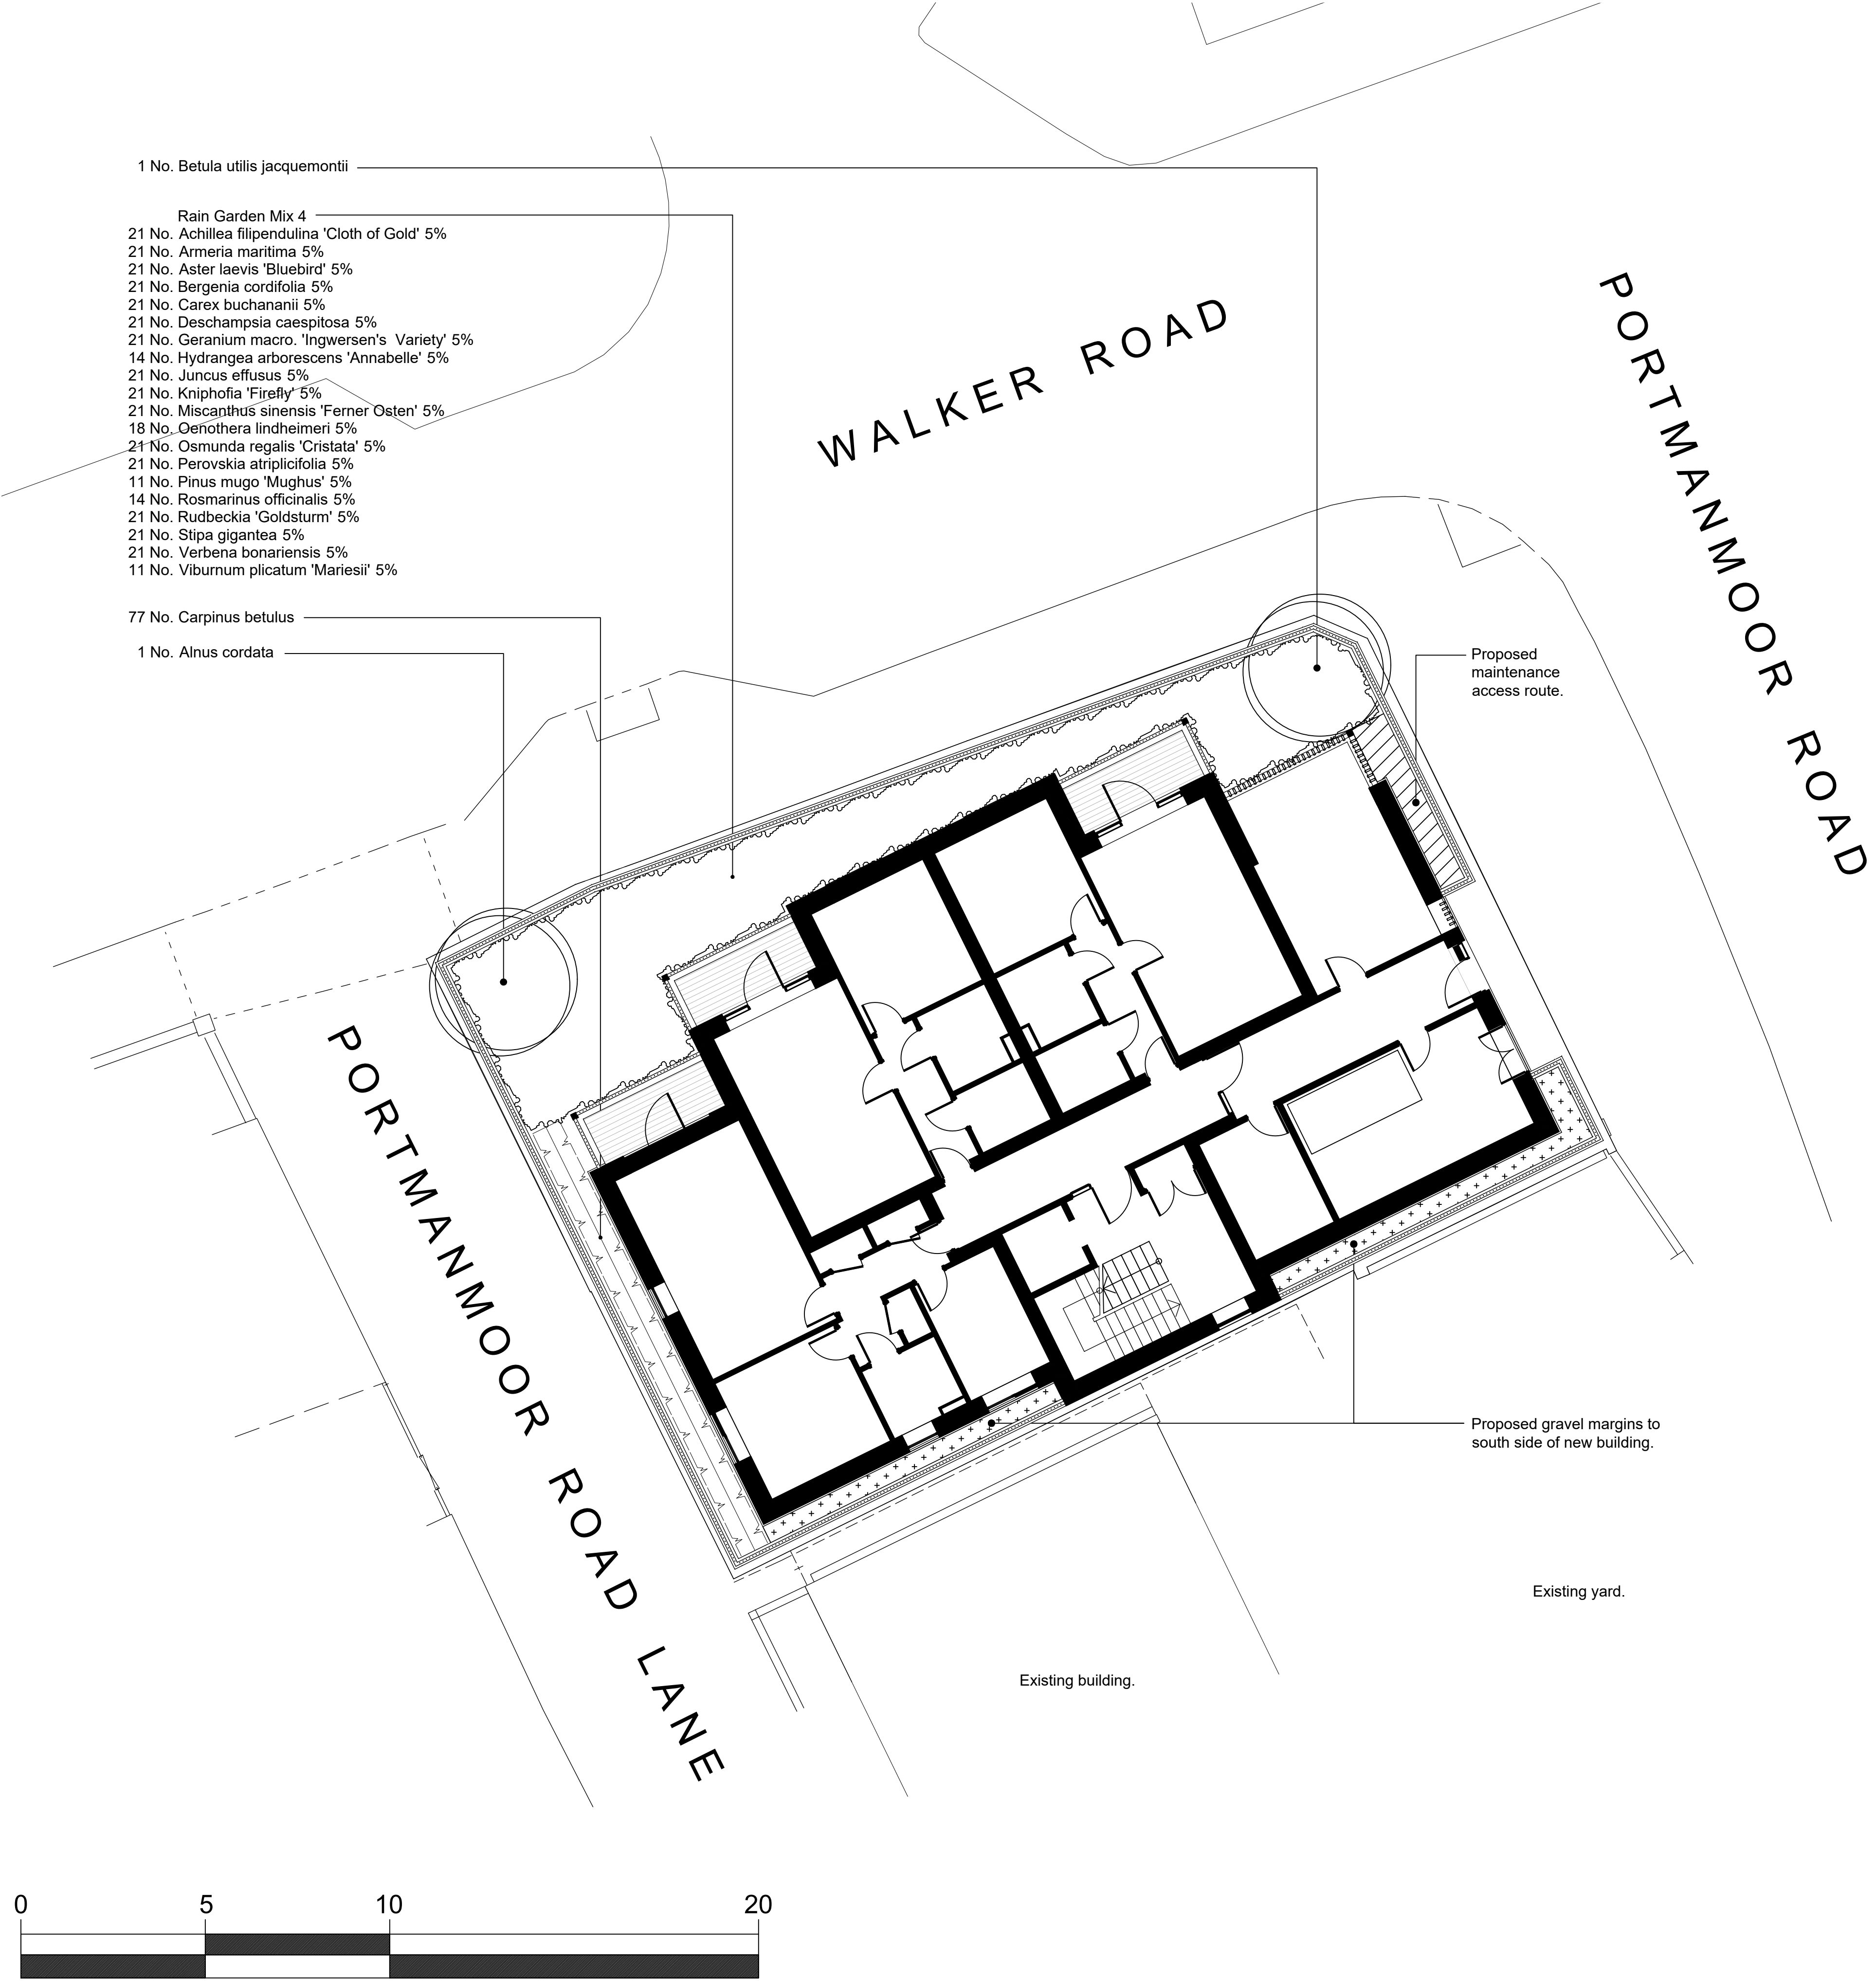 1 No. Betula utilis jacquemontii
Rain Garden Mix 4
21 No. Achillea filipendulina 'Cloth of Gold' 5%
21 No. Armeria maritima 5%
21 No. Aster laevis 'Bluebird' 5%
21 No. Bergenia cordifolia 5%
21 No. Carex buchananii 5%
21 No. Deschampsia caespitosa 5%
21 No. Geranium macro. 'Ingwersen's Variety' 5%
14 No. Hydrangea arborescens 'Annabelle' 5%
21 No. Juncus effusus 5%
21 No. Kniphofia 'Firefly' 5%
21 No. Miscanthus sinensis 'Ferner Osten' 5%
18 No. Oenothera lindheimeri 5%
21 No. Osmunda regalis 'Cristata' 5%
21 No. Perovskia atriplicifolia 5%
11 No. Pinus mugo 'Mughus' 5%
14 No. Rosmarinus officinalis 5%
21 No. Rudbeckia 'Goldsturm' 5%
21 No. Stipa gigantea 5%
21 No. Verbena bonariensis 5%
11 No. Viburnum plicatum 'Mariesii' 5%
77 No. Carpinus betulus
1 No. Alnus cordata
WALKER ROAD
PORTMANMOOR ROAD
Proposed
maintenance
access route.
PORTMANMOOR ROAD LANE
Proposed gravel margins to
south side of new building.
Existing yard.
Existing building.
0 5 10 20